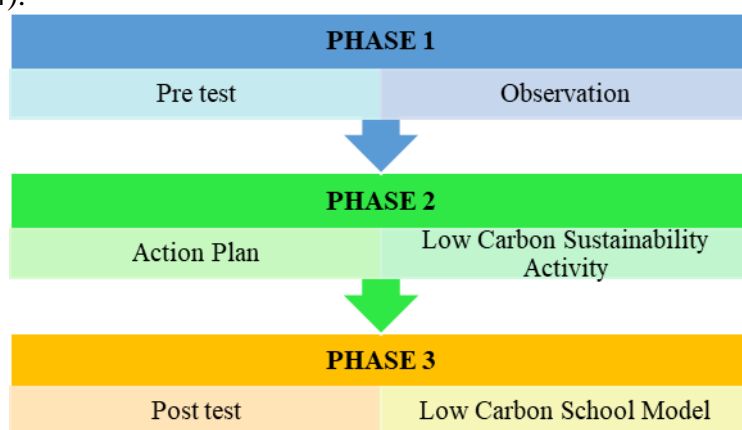 PHASE 1
Pre test
Observation
PHASE 2
Action Plan
Low Carbon Sustainability
Activity
PHASE 3
Post test
Low Carbon School Model